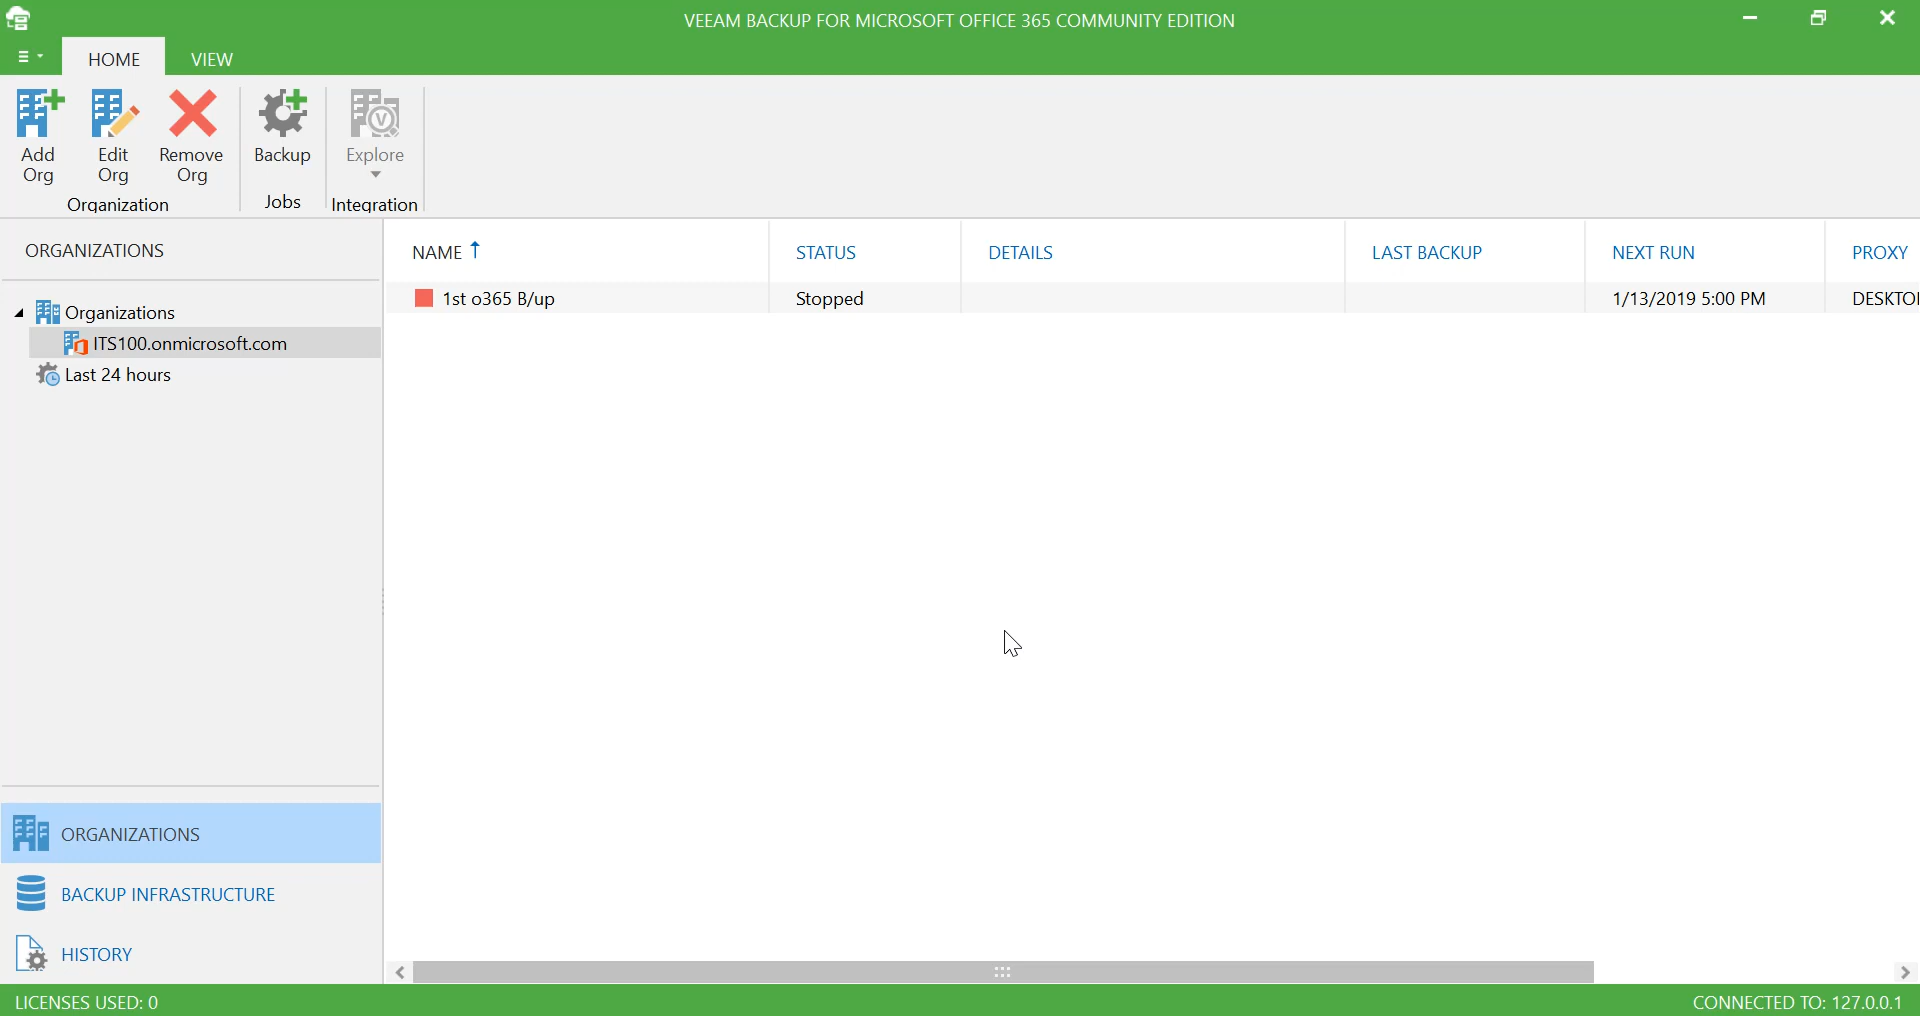 VEEAM BACKUP FOR MICROSOFT OFFICE 365 COMMUNITY EDITION
HOME VIEW
Add Org
Edit Org
Remove Org
Backup
Explore
Organization
Jobs
Integration
ORGANIZATIONS
Organizations
ITS100.onmicrosoft.com
Last 24 hours
NAME STATUS DETAILS LAST BACKUP NEXT RUN PROXY
1st o365 B/up Stopped 1/13/2019 5:00 PM DESKTO
ORGANIZATIONS
BACKUP INFRASTRUCTURE
HISTORY
LICENSES USED: 0
CONNECTED TO: 127.0.0.1